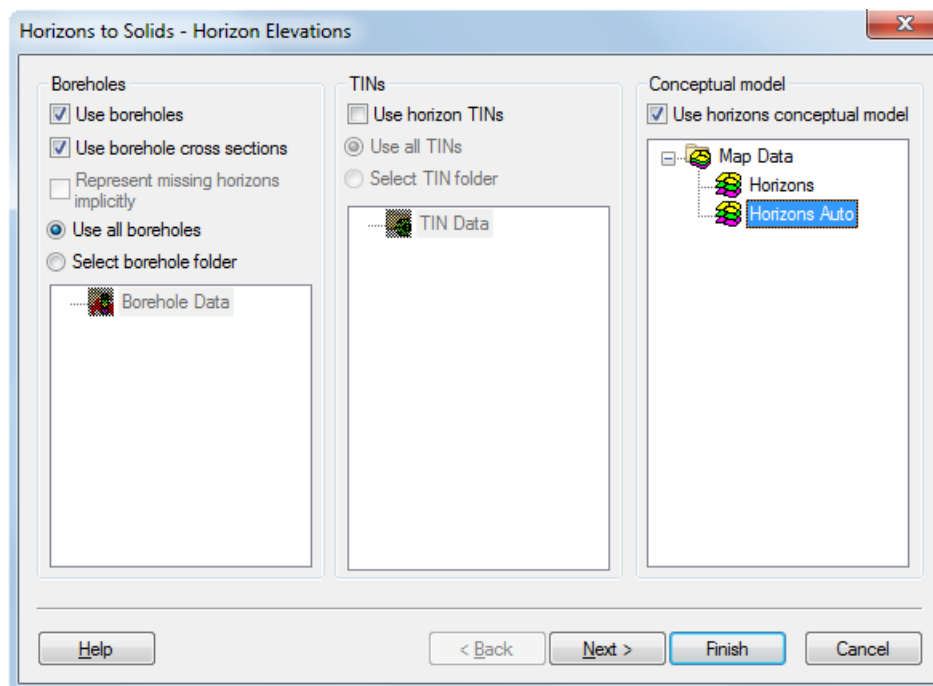 Horizons to Solids - Horizon Elevations
Boreholes
Use boreholes
Use borehole cross sections
Represent missing horizons
implicitly
Use all boreholes
Select borehole folder
Borehole Data
TINs
Use horizon TINs
Use all TINs
Select TIN folder
TIN Data
Conceptual model
Use horizons conceptual model
Map Data
Horizons
Horizons Auto
Help
< Back
Next >
Finish
Cancel